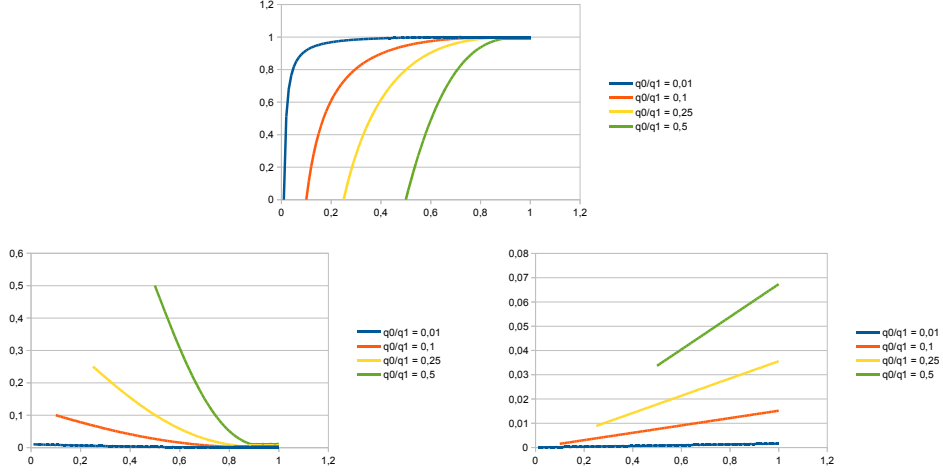 1,2
1
0,8
0,6
0,4
0,2
0
0 0,2 0,4 0,6 0,8 1 1,2
q0/q1 = 0,01
q0/q1 = 0,1
q0/q1 = 0,25
q0/q1 = 0,5
0,6
0,5
0,4
0,3
0,2
0,1
0
0 0,2 0,4 0,6 0,8 1 1,2
q0/q1 = 0,01
q0/q1 = 0,1
q0/q1 = 0,25
q0/q1 = 0,5
0,08
0,07
0,06
0,05
0,04
0,03
0,02
0,01
0
0 0,2 0,4 0,6 0,8 1 1,2
q0/q1 = 0,01
q0/q1 = 0,1
q0/q1 = 0,25
q0/q1 = 0,5